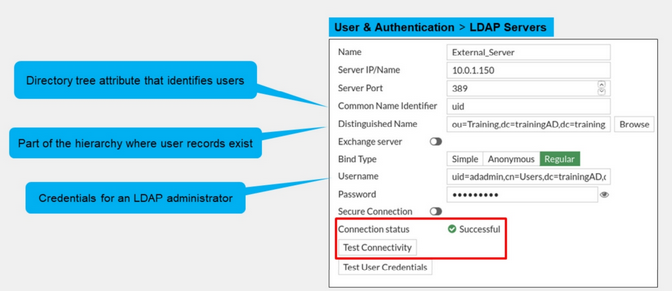 User & Authentication > LDAP Servers
Name External_Server
Directory tree attribute that identifies users
Server IP/Name 10.0.1.150
Server Port 389
Common Name Identifier uid
Distinguished Name ou=Training,dc=trainingAD,dc=training Browse
Part of the hierarchy where user records exist
Exchange server
Bind Type Simple Anonymous Regular
Username uid=adadmin,cn=Users,dc=trainingAD,
Credentials for an LDAP administrator
Password •••••••••
Secure Connection
Connection status Successful
Test Connectivity
Test User Credentials